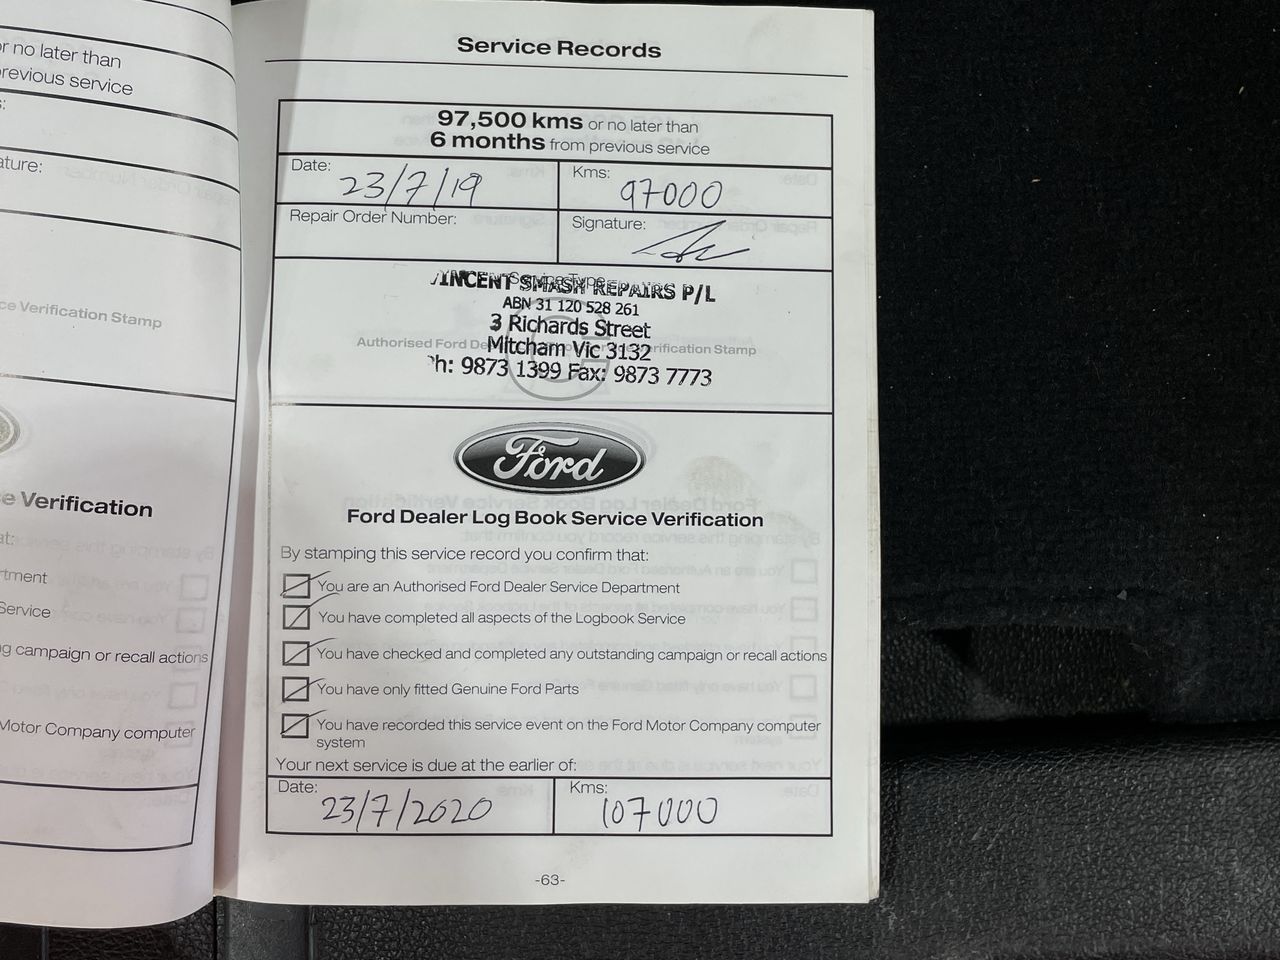 r no later than
revious service
ature:
ce Verification Stamp
e Verification
at:
rtment
Service
g campaign or recall actions
Motor Company computer
Service Records
97,500 kms or no later than
6 months from previous service
Date: 23/7/19 Kms: 97000
Repair Order Number: Signature:
INCENT SMASH REPAIRS P/L
ABN 31 120 528 261
3 Richards Street
Authorised Ford Verification Stamp
Mitcham Vic 3132
Ph: 9873 1399 Fax: 9873 7773
Ford
Ford Dealer Log Book Service Verification
By stamping this service record you confirm that:
You are an Authorised Ford Dealer Service Department
You have completed all aspects of the Logbook Service
You have checked and completed any outstanding campaign or recall actions
You have only fitted Genuine Ford Parts
You have recorded this service event on the Ford Motor Company computer
system
Your next service is due at the earlier of:
Date: 23/7/2020 Kms: 107000
-63-